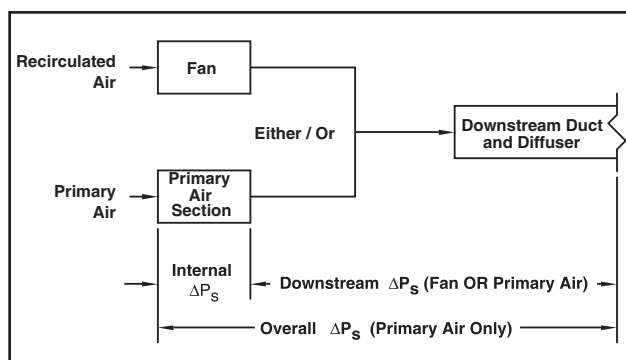 Recirculated
Air
Fan
Either / Or
Downstream Duct
and Diffuser
Primary
Air
Primary
Air
Section
Internal
ΔPs
Downstream ΔPs (Fan OR Primary Air)
Overall ΔPs (Primary Air Only)